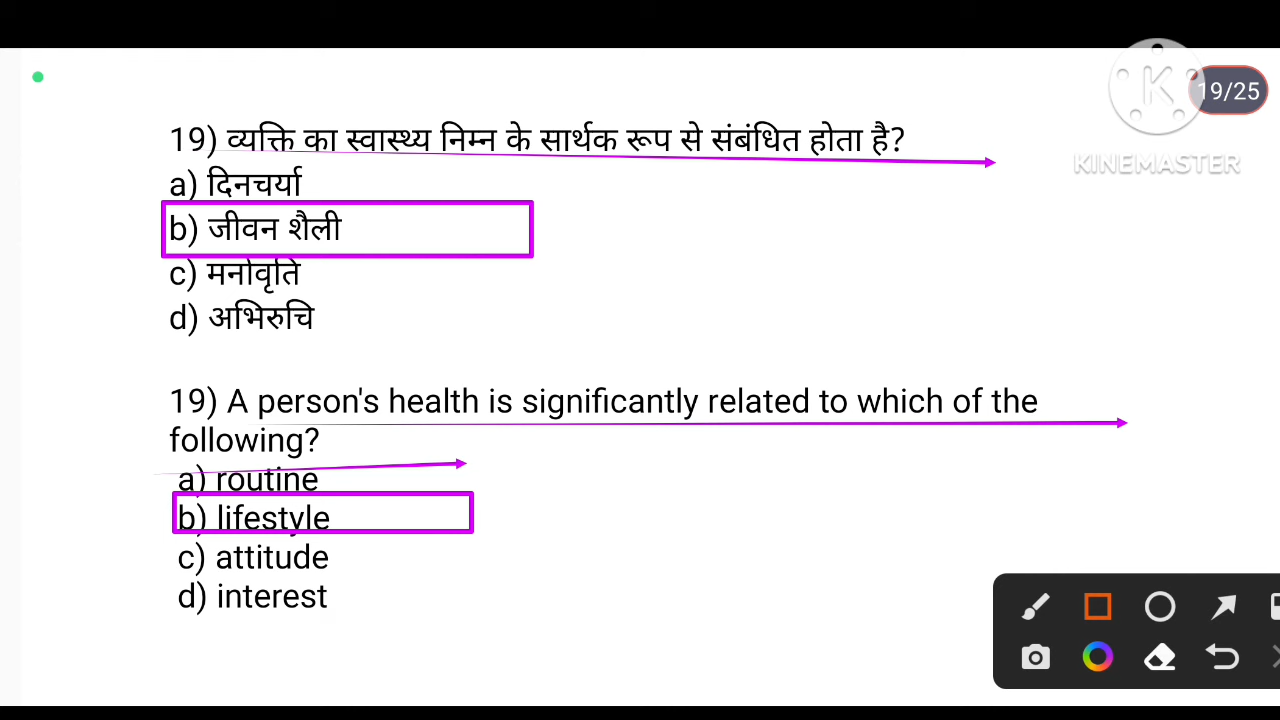 19/25
KINEMASTER
19) व्यक्ति का स्वास्थ्य निम्न के सार्थक रूप से संबंधित होता है?
a) दिनचर्या
b) जीवन शैली
c) मनोवृति
d) अभिरुचि
19) A person's health is significantly related to which of the
following?
a) routine
b) lifestyle
c) attitude
d) interest